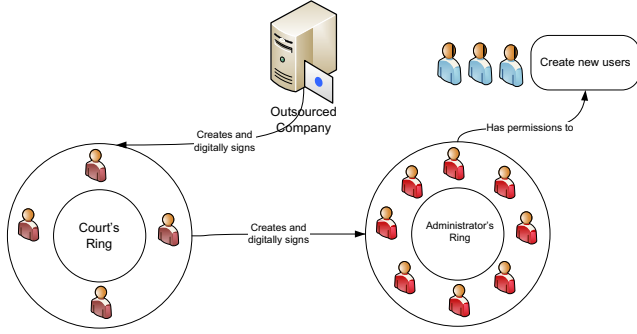 Create new users
Outsourced
Company
Creates and
digitally signs
Has permissions to
Court's
Ring
Creates and
digitally signs
Administrator's
Ring